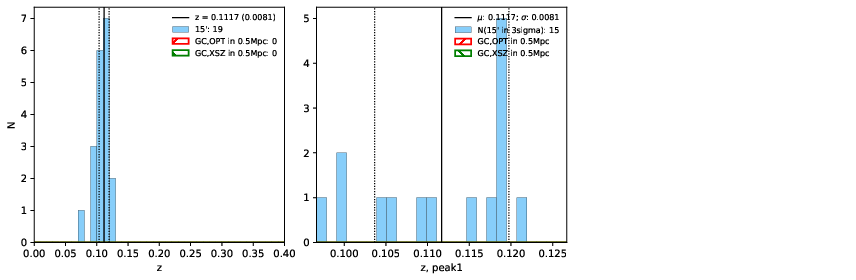 z = 0.1117 (0.0081)
15': 19
GC,OPT in 0.5Mpc: 0
GC,XSZ in 0.5Mpc: 0
7
6
5
4
3
2
1
0
N
0.00 0.05 0.10 0.15 0.20 0.25 0.30 0.35 0.40
z
μ: 0.1117; σ: 0.0081
N(15' in 3sigma): 15
GC,OPT in 0.5Mpc
GC,XSZ in 0.5Mpc
5
4
3
2
1
0
0.100 0.105 0.110 0.115 0.120 0.125
z, peak1